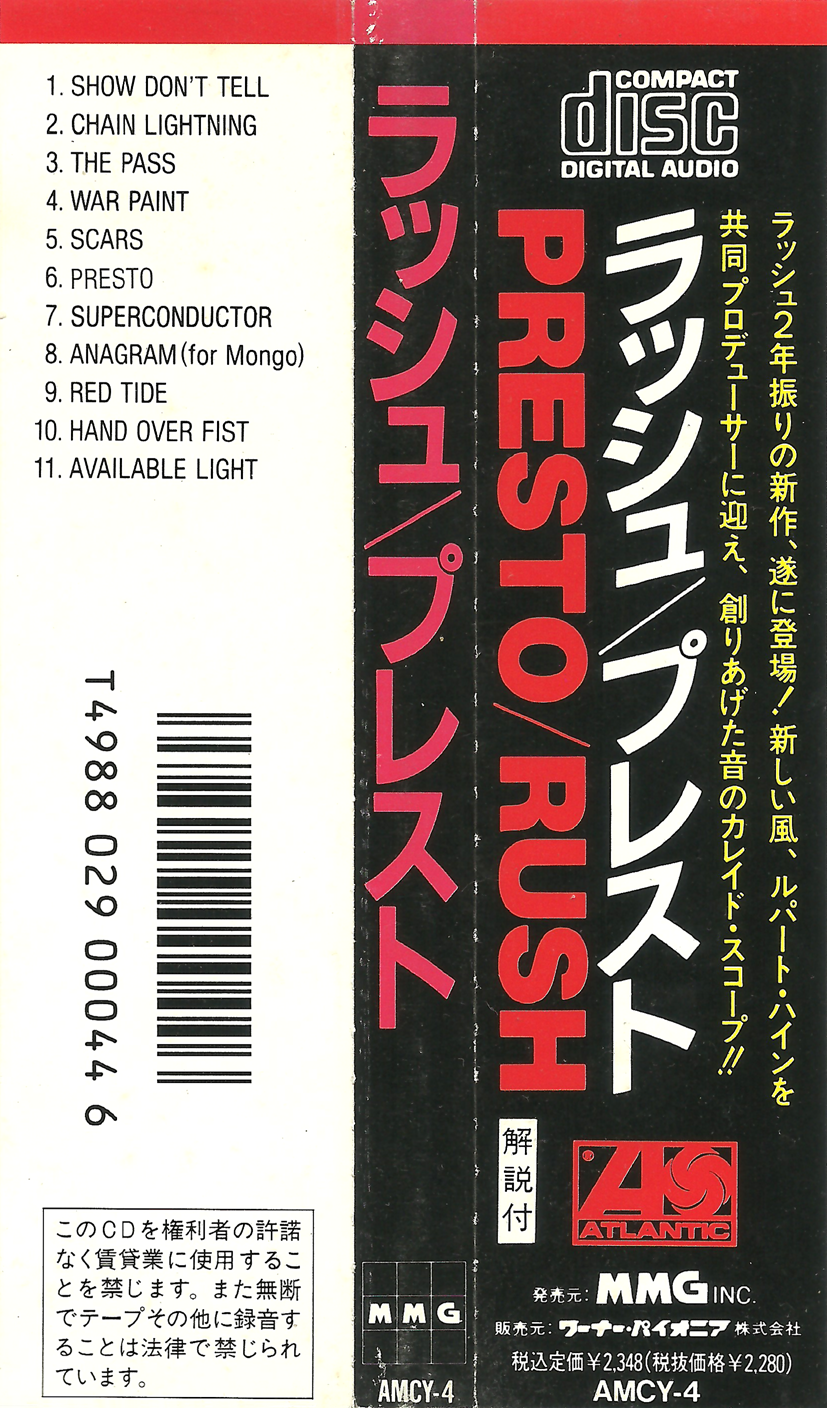 1. SHOW DON'T TELL
2. CHAIN LIGHTNING
3. THE PASS
4. WAR PAINT
5. SCARS
6. PRESTO
7. SUPERCONDUCTOR
8. ANAGRAM (for Mongo)
9. RED TIDE
10. HAND OVER FIST
11. AVAILABLE LIGHT
T4988 029 00044 6
このCDを権利者の許諾
なく賃貸業に使用するこ
とを禁じます。また無断
でテープその他に録音す
ることは法律で禁じられ
ています。
ラッシュ/プレスト
MMG
AMCY-4
COMPACT
disc
DIGITAL AUDIO
ラッシュ2年振りの新作、遂に登場! 新しい風、ルパート・ハインを
共同プロデューサーに迎え、創りあげた音のカレイド・スコープ!!
ラッシュ/プレスト
PRESTO/RUSH
解説付
ATLANTIC
発売元: MMG INC.
販売元: ワーナー・パイオニア 株式会社
税込定価¥2,348(税抜価格¥2,280)
AMCY-4